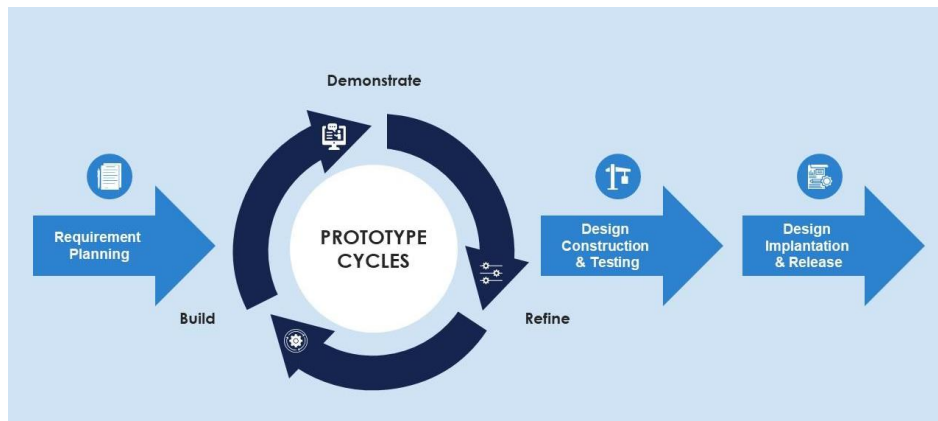 Demonstrate
Requirement
Planning
PROTOTYPE
CYCLES
Build
Refine
Design
Construction
& Testing
Design
Implantation
& Release